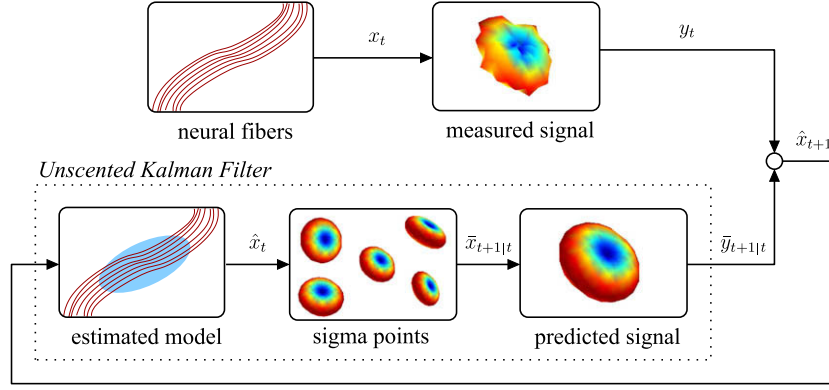 x_t
y_t
neural fibers
measured signal
x̂_{t+1}
Unscented Kalman Filter
x̂_t
x̄_{t+1|t}
ȳ_{t+1|t}
estimated model
sigma points
predicted signal